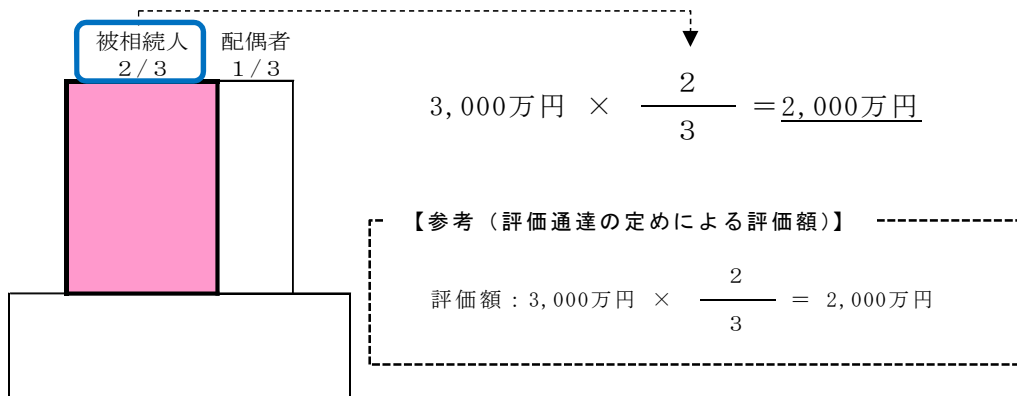 被相続人 配偶者
2/3 1/3
3,000万円 × 2/3 =2,000万円
【参考(評価通達の定めによる評価額)】
評価額:3,000万円 × 2/3 = 2,000万円